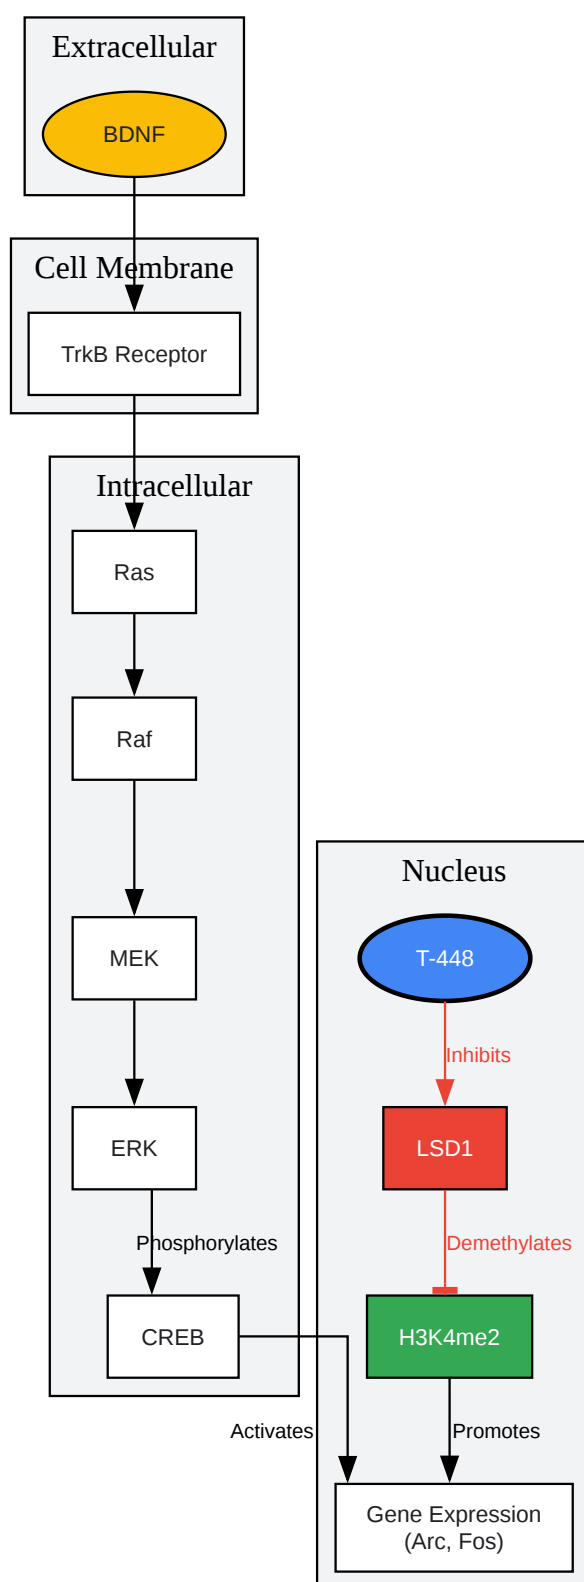 Extracellular
BDNF
Cell Membrane
TrkB Receptor
Intracellular
Ras
Raf
MEK
ERK
Phosphorylates
CREB
Activates
Nucleus
T-448
Inhibits
LSD1
Demethylates
H3K4me2
Promotes
Gene Expression
(Arc, Fos)